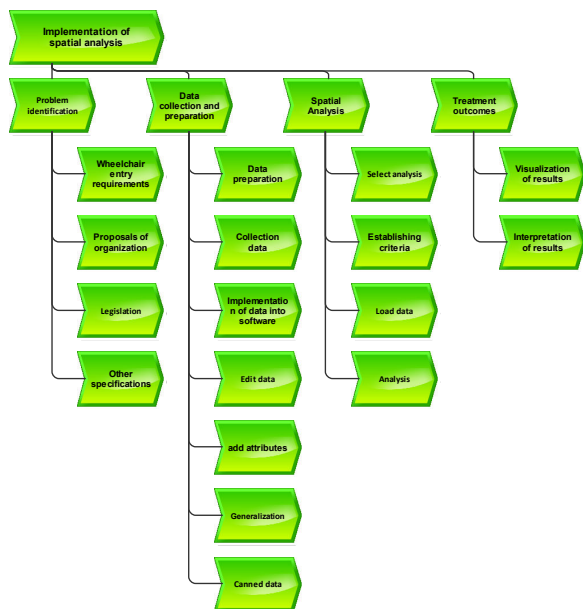 Implementation of
spatial analysis
Problem
identification
Data
collection and
preparation
Spatial
Analysis
Treatment
outcomes
Wheelchair
entry
requirements
Proposals of
organization
Legislation
Other
specifications
Data
preparation
Collection
data
Implementatio
n of data into
software
Edit data
add attributes
Generalization
Canned data
Select analysis
Establishing
criteria
Load data
Analysis
Visualization
of results
Interpretation
of results